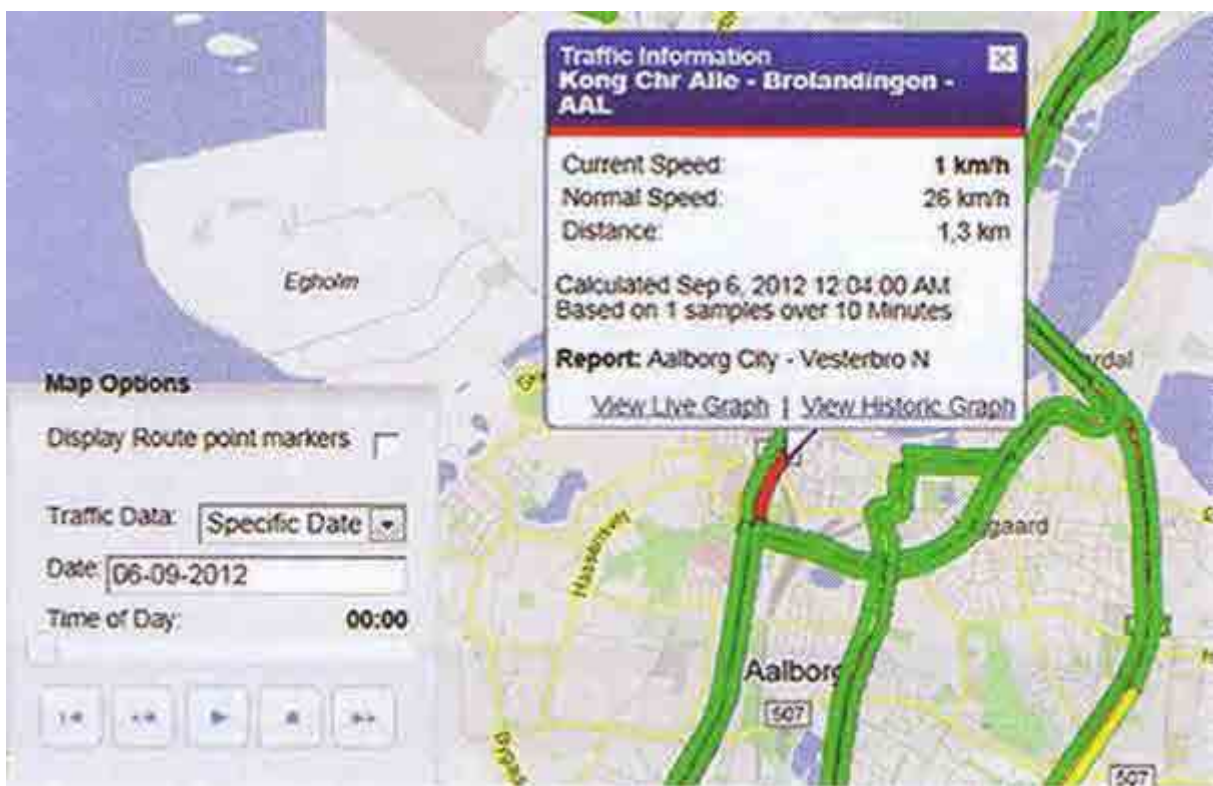 Traffic Information
Kong Chr Alle - Brolandingen -
AAL
Current Speed: 1 km/h
Normal Speed: 26 km/h
Distance: 1,3 km
Calculated Sep 6, 2012 12:04:00 AM
Based on 1 samples over 10 Minutes
Report: Aalborg City - Vesterbro N
View Live Graph | View Historic Graph
Egholm
Map Options
Display Route point markers
Traffic Data: Specific Date
Date: 06-09-2012
Time of Day: 00:00
Hasserisvej
gaard
Aalborg
507
507